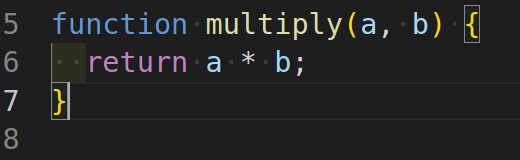 5 function multiply(a, b) {
6   return a * b;
7 }
8